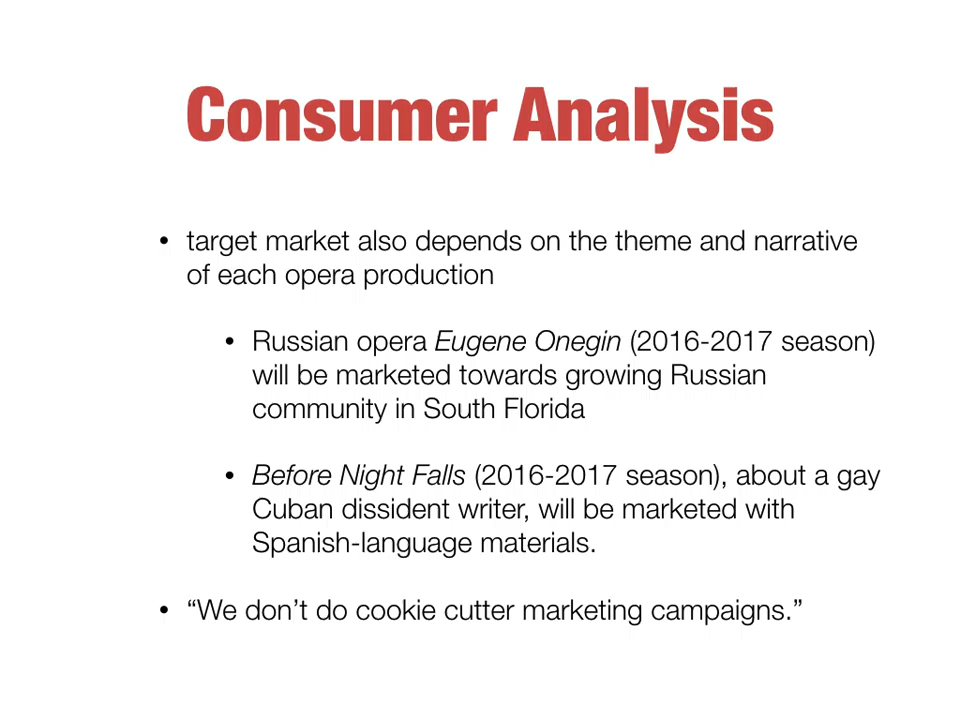 Consumer Analysis
• target market also depends on the theme and narrative
of each opera production
• Russian opera Eugene Onegin (2016-2017 season)
will be marketed towards growing Russian
community in South Florida
• Before Night Falls (2016-2017 season), about a gay
Cuban dissident writer, will be marketed with
Spanish-language materials.
• “We don’t do cookie cutter marketing campaigns.”